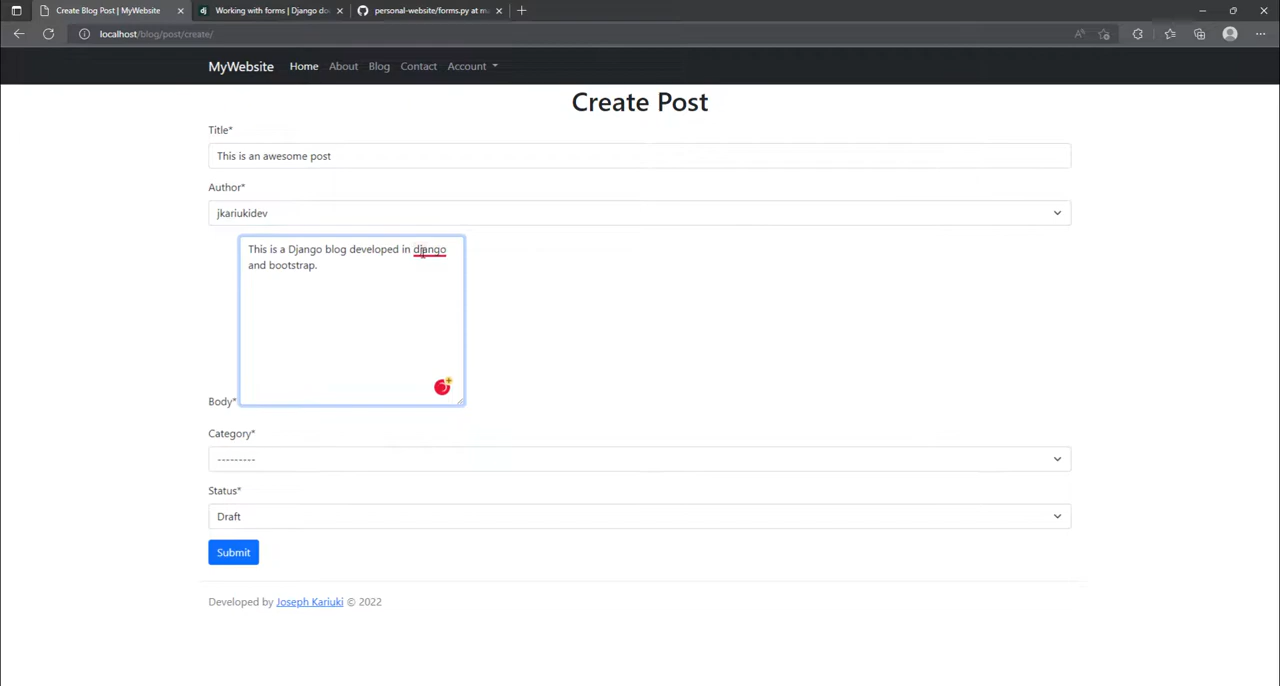 Create Blog Post | MyWebsite
Working with forms | Django do
personal-website/forms.py at m
localhost/blog/post/create/
MyWebsite Home About Blog Contact Account
Create Post
Title*
This is an awesome post
Author*
jkariukidev
This is a Django blog developed in django
and bootstrap.
Body*
Category*
---------
Status*
Draft
Submit
Developed by Joseph Kariuki © 2022